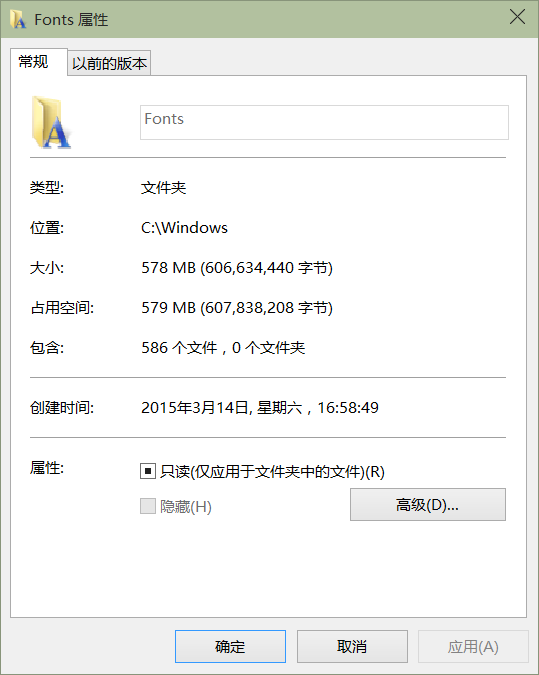 Fonts 属性
常规
以前的版本
Fonts
类型: 文件夹
位置: C:\Windows
大小: 578 MB (606,634,440 字节)
占用空间: 579 MB (607,838,208 字节)
包含: 586 个文件，0 个文件夹
创建时间: 2015年3月14日, 星期六，16:58:49
属性: 只读(仅应用于文件夹中的文件)(R)
隐藏(H)
高级(D)...
确定
取消
应用(A)